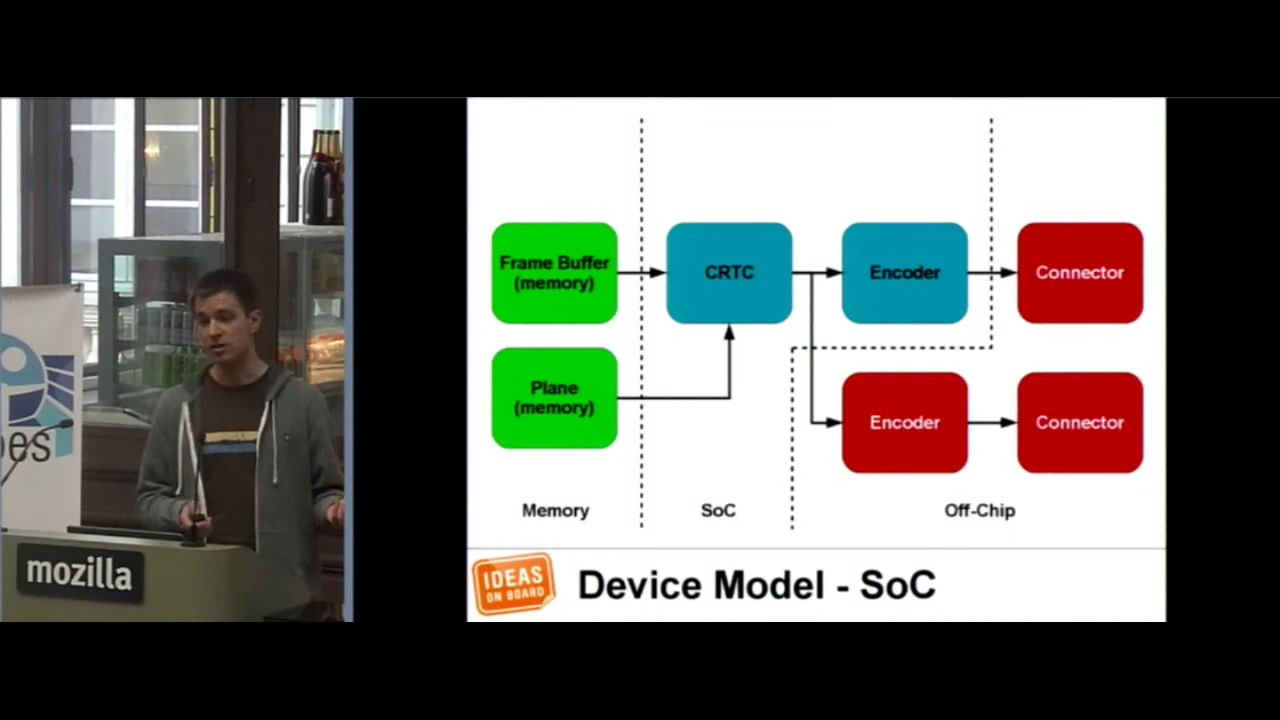 Frame Buffer
(memory)
CRTC
Encoder
Connector
Plane
(memory)
Encoder
Connector
Memory
SoC
Off-Chip
IDEAS
ON BOARD
Device Model - SoC
mozilla